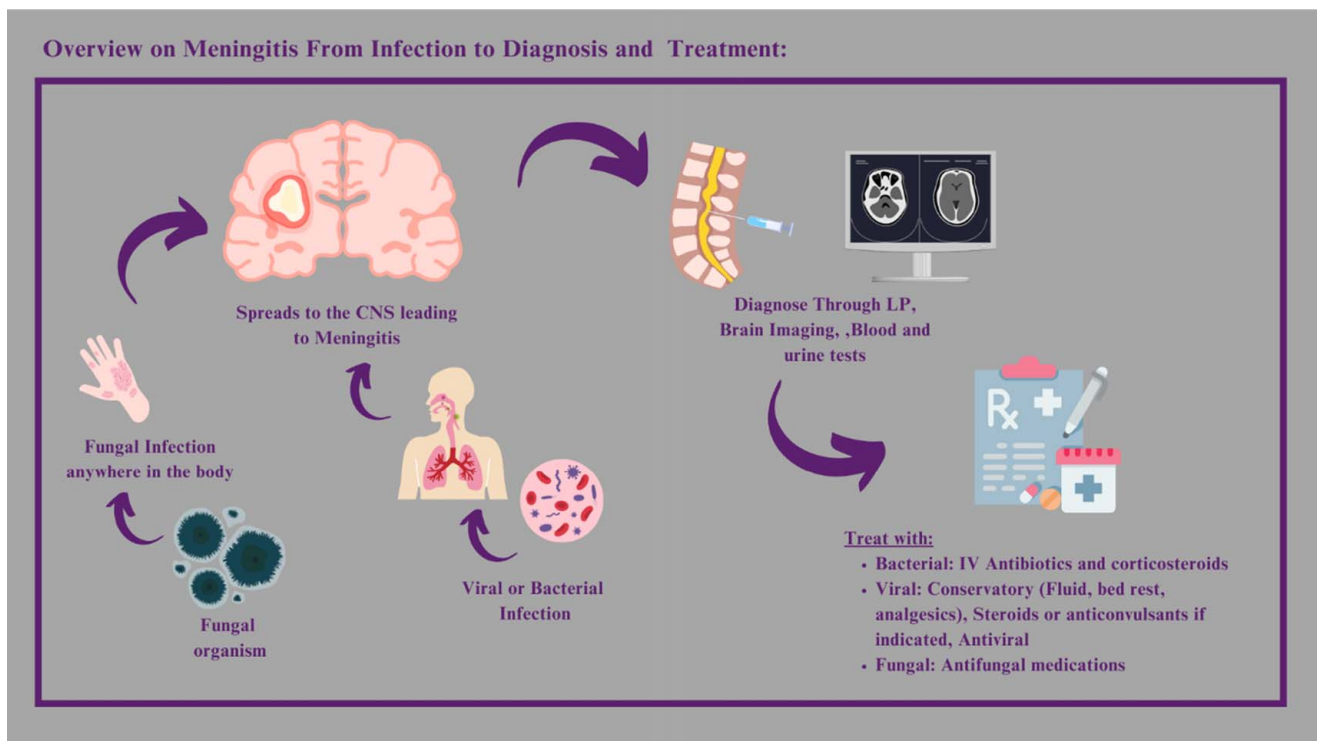 Overview on Meningitis From Infection to Diagnosis and Treatment:
Spreads to the CNS leading
to Meningitis
Fungal Infection
anywhere in the body
Fungal
organism
Viral or Bacterial
Infection
Diagnose Through LP,
Brain Imaging, ,Blood and
urine tests
Rx
Treat with:
• Bacterial: IV Antibiotics and corticosteroids
• Viral: Conservatory (Fluid, bed rest,
analgesics), Steroids or anticonvulsants if
indicated, Antiviral
• Fungal: Antifungal medications